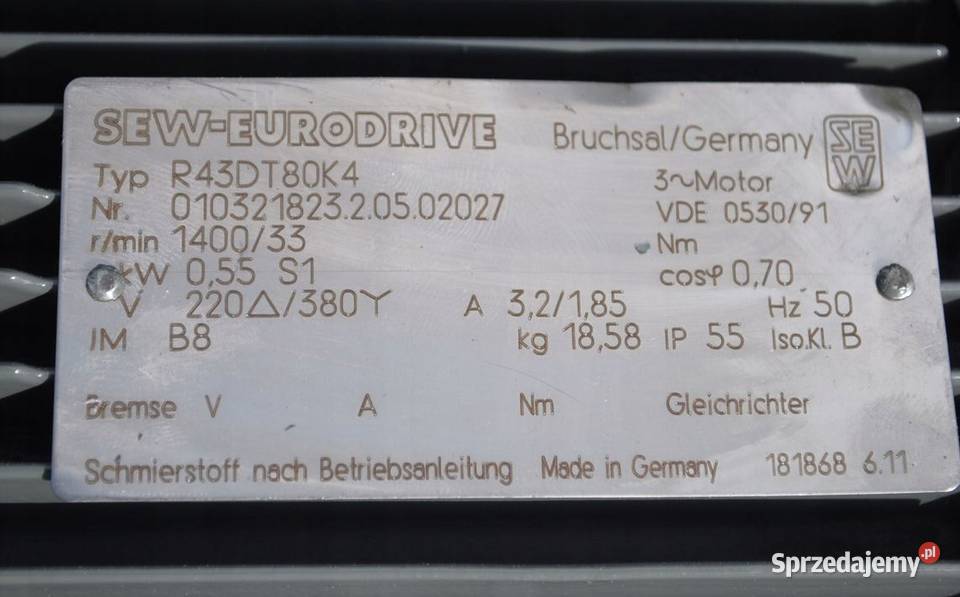 SEW-EURODRIVE Bruchsal/Germany SEW
Typ R43DT80K4 3~Motor
Nr. 010321823.2.05.02027 VDE 0530/91
r/min 1400/33 Nm
kW 0,55 S1 cosφ 0,70
V 220△/380Y A 3,2/1,85 Hz 50
IM B8 kg 18,58 IP 55 Iso.Kl. B
Bremse V A Nm Gleichrichter
Schmierstoff nach Betriebsanleitung Made in Germany 181868 6.11
Sprzedajemy.pl